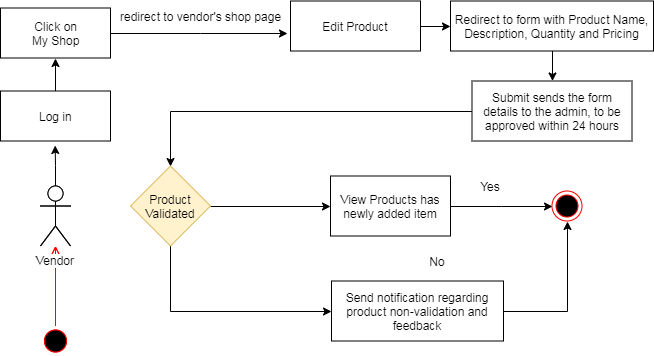 Click on
My Shop
redirect to vendor's shop page
Edit Product
Redirect to form with Product Name,
Description, Quantity and Pricing
Log in
Submit sends the form
details to the admin, to be
approved within 24 hours
Product
Validated
View Products has
newly added item
Yes
Vendor
No
Send notification regarding
product non-validation and
feedback